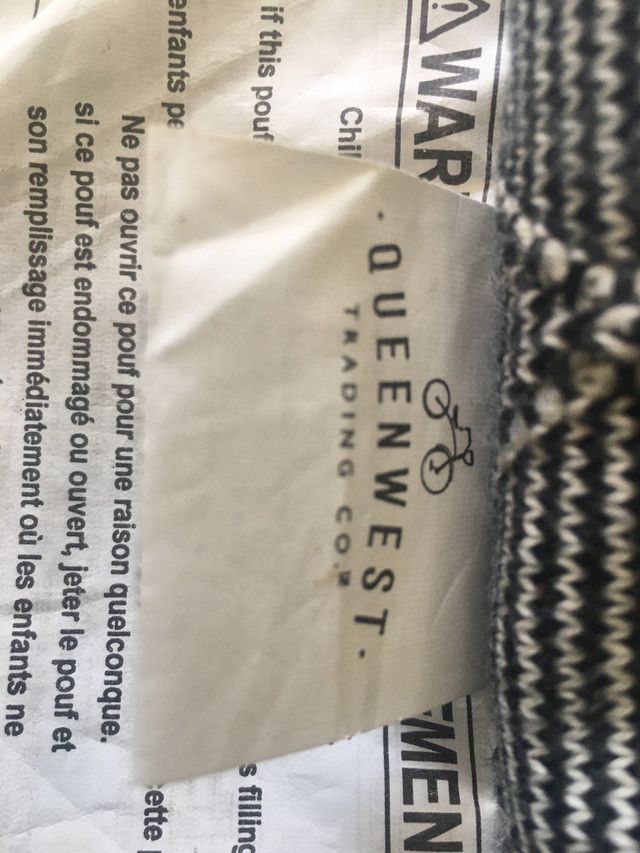 WAR
EMEN
Chil
if this pouf
s filling
enfants pe
cette
Ne pas ouvrir ce pouf pour une raison quelconque.
si ce pouf est endommagé ou ouvert, jeter le pouf et
son remplissage immédiatement où les enfants ne
· QUEENWEST ·
TRADING CO.